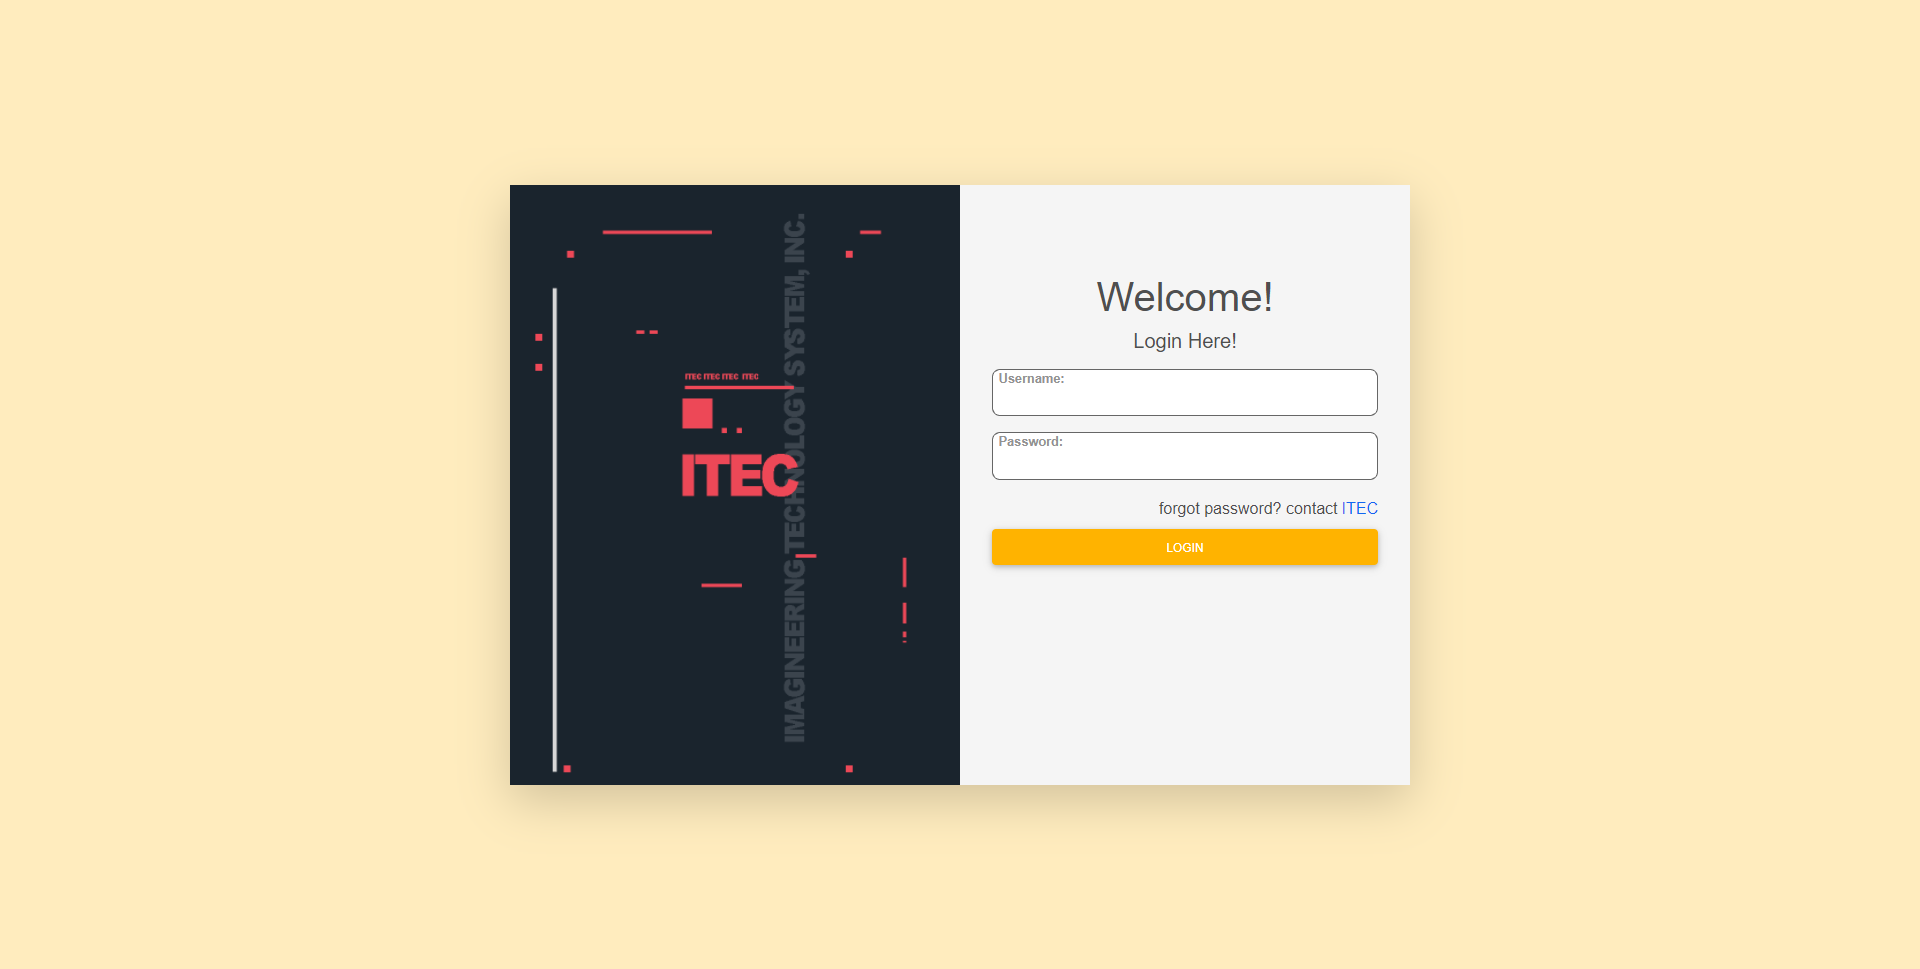 IMAGINEERING TECHNOLOGY SYSTEM, INC.
ITEC ITEC ITEC ITEC
ITEC
Welcome!
Login Here!
Username:
Password:
forgot password? contact ITEC
LOGIN